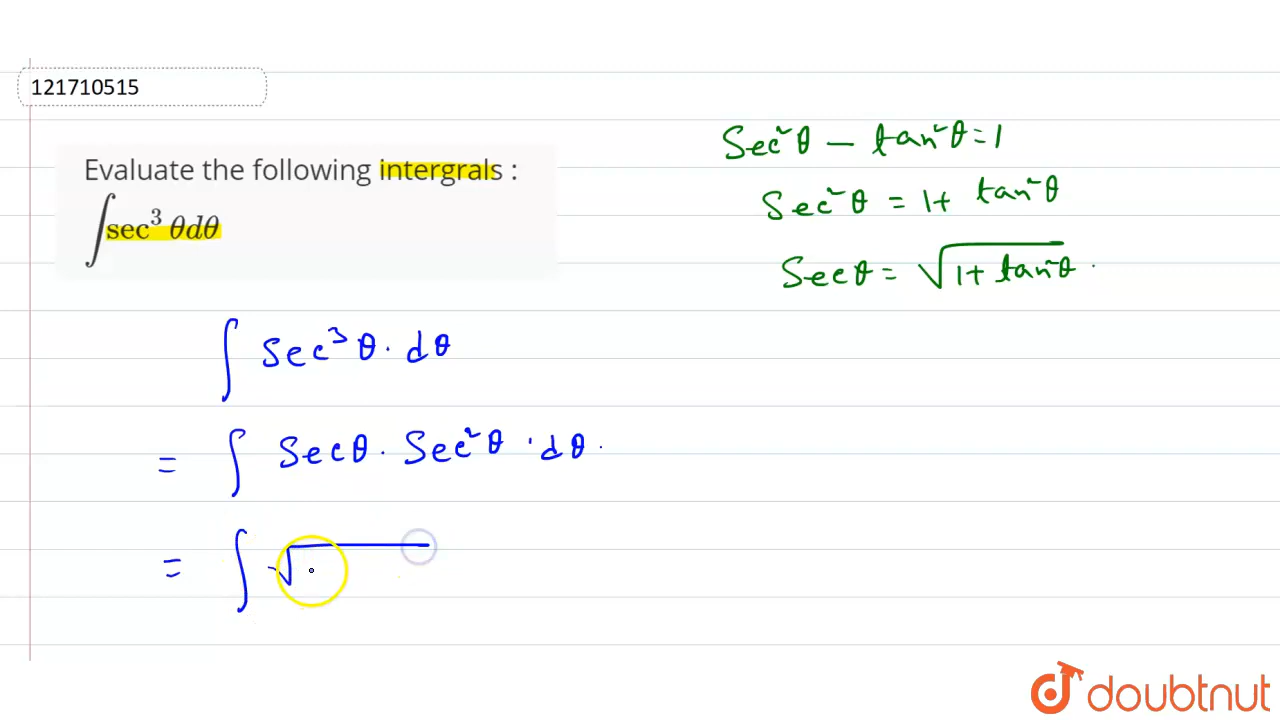 121710515
Evaluate the following intergrals :
∫sec³ θdθ
Sec²θ − tan²θ = 1
Sec²θ = 1 + tan²θ
Secθ = √(1 + tan²θ) .
∫ Sec³θ · dθ
= ∫ Secθ · Sec²θ · dθ .
= ∫ √
doubtnut